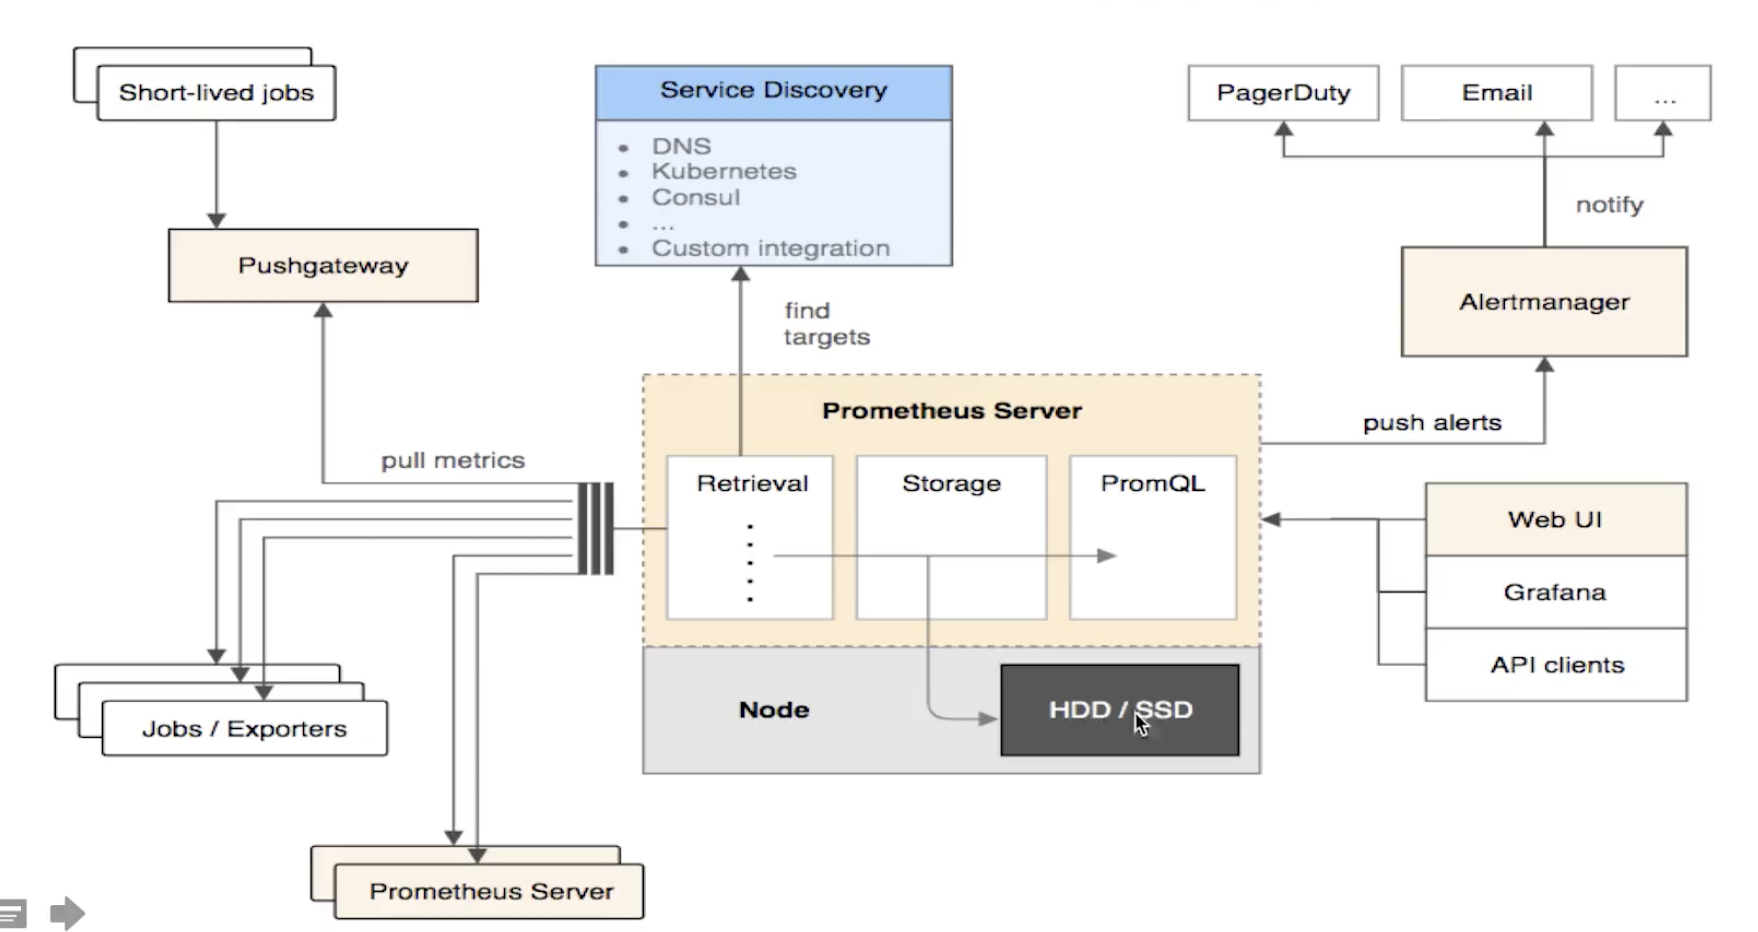 Short-lived jobs
Pushgateway
pull metrics
Jobs / Exporters
Prometheus Server
Service Discovery
DNS
Kubernetes
Consul
...
Custom integration
find
targets
Prometheus Server
Retrieval
Storage
PromQL
Node
HDD / SSD
PagerDuty
Email
...
notify
Alertmanager
push alerts
Web UI
Grafana
API clients